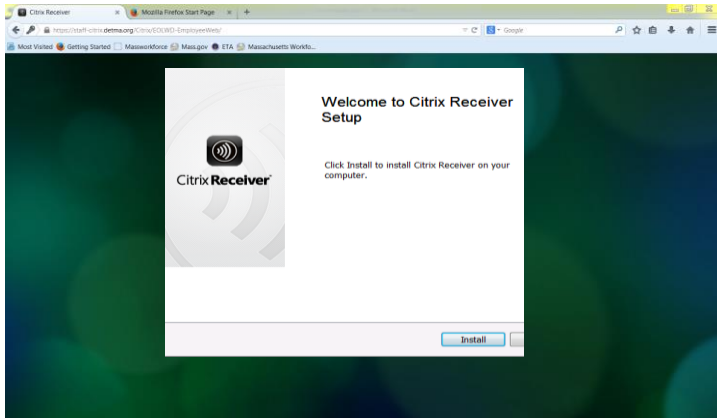 Citrix Receiver
Mozilla Firefox Start Page
https://staff-citrix.detma.org/Citrix/EOLWD-EmployeeWeb/
Google
Most Visited Getting Started Massworkforce Mass.gov ETA Massachusetts Workfo...
Welcome to Citrix Receiver
Setup
Click Install to install Citrix Receiver on your
computer.
Citrix Receiver
Install